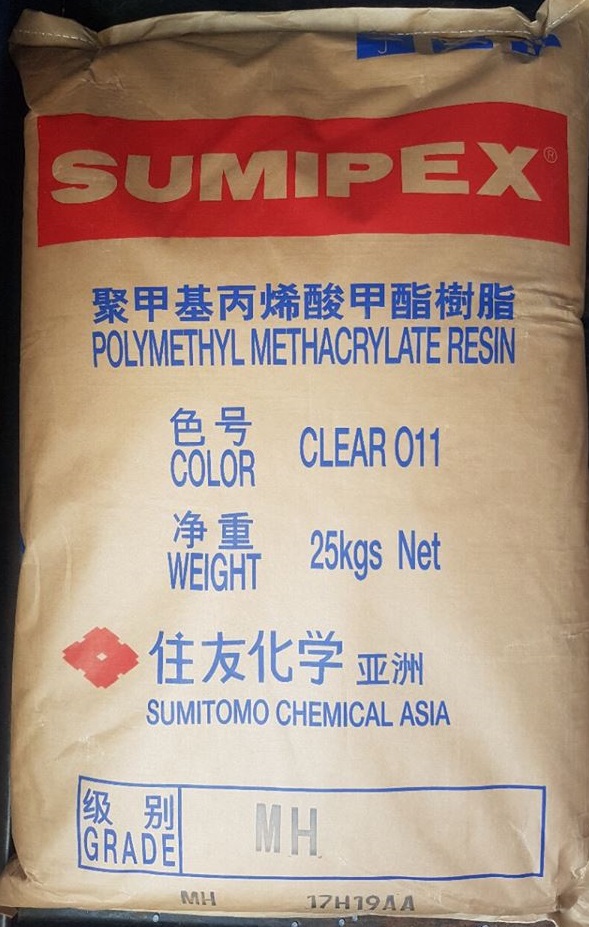 SUMIPEX®
聚甲基丙烯酸甲酯樹脂
POLYMETHYL METHACRYLATE RESIN
色号
COLOR
CLEAR 011
净重
WEIGHT
25kgs Net
住友化学 亚洲
SUMITOMO CHEMICAL ASIA
级别
GRADE
MH
MH 17H19AA